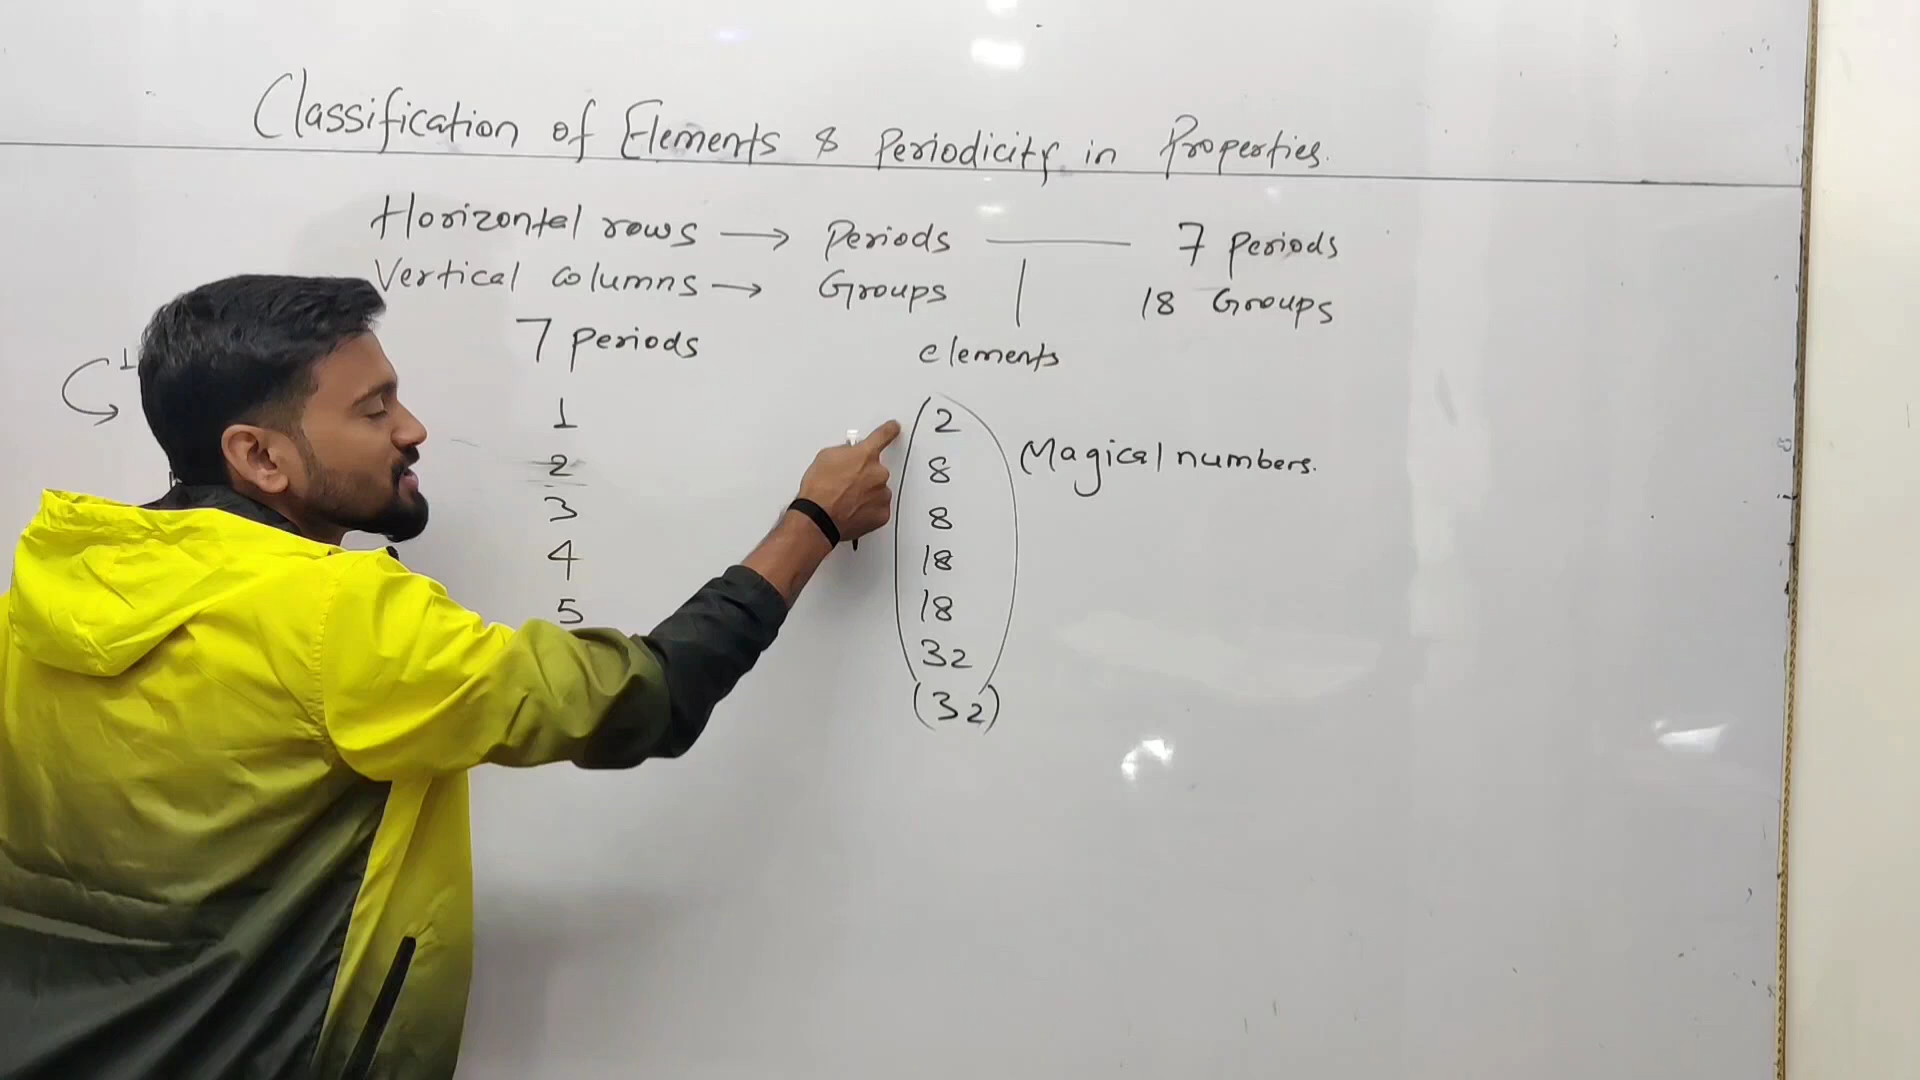 Classification of Elements & Periodicity in Properties.
Horizontal rows → Periods — 7 periods
Vertical columns → Groups | 18 Groups
7 periods elements
1
1 2
2 8 Magical numbers.
3 8
4 18
5 18
32
(32)